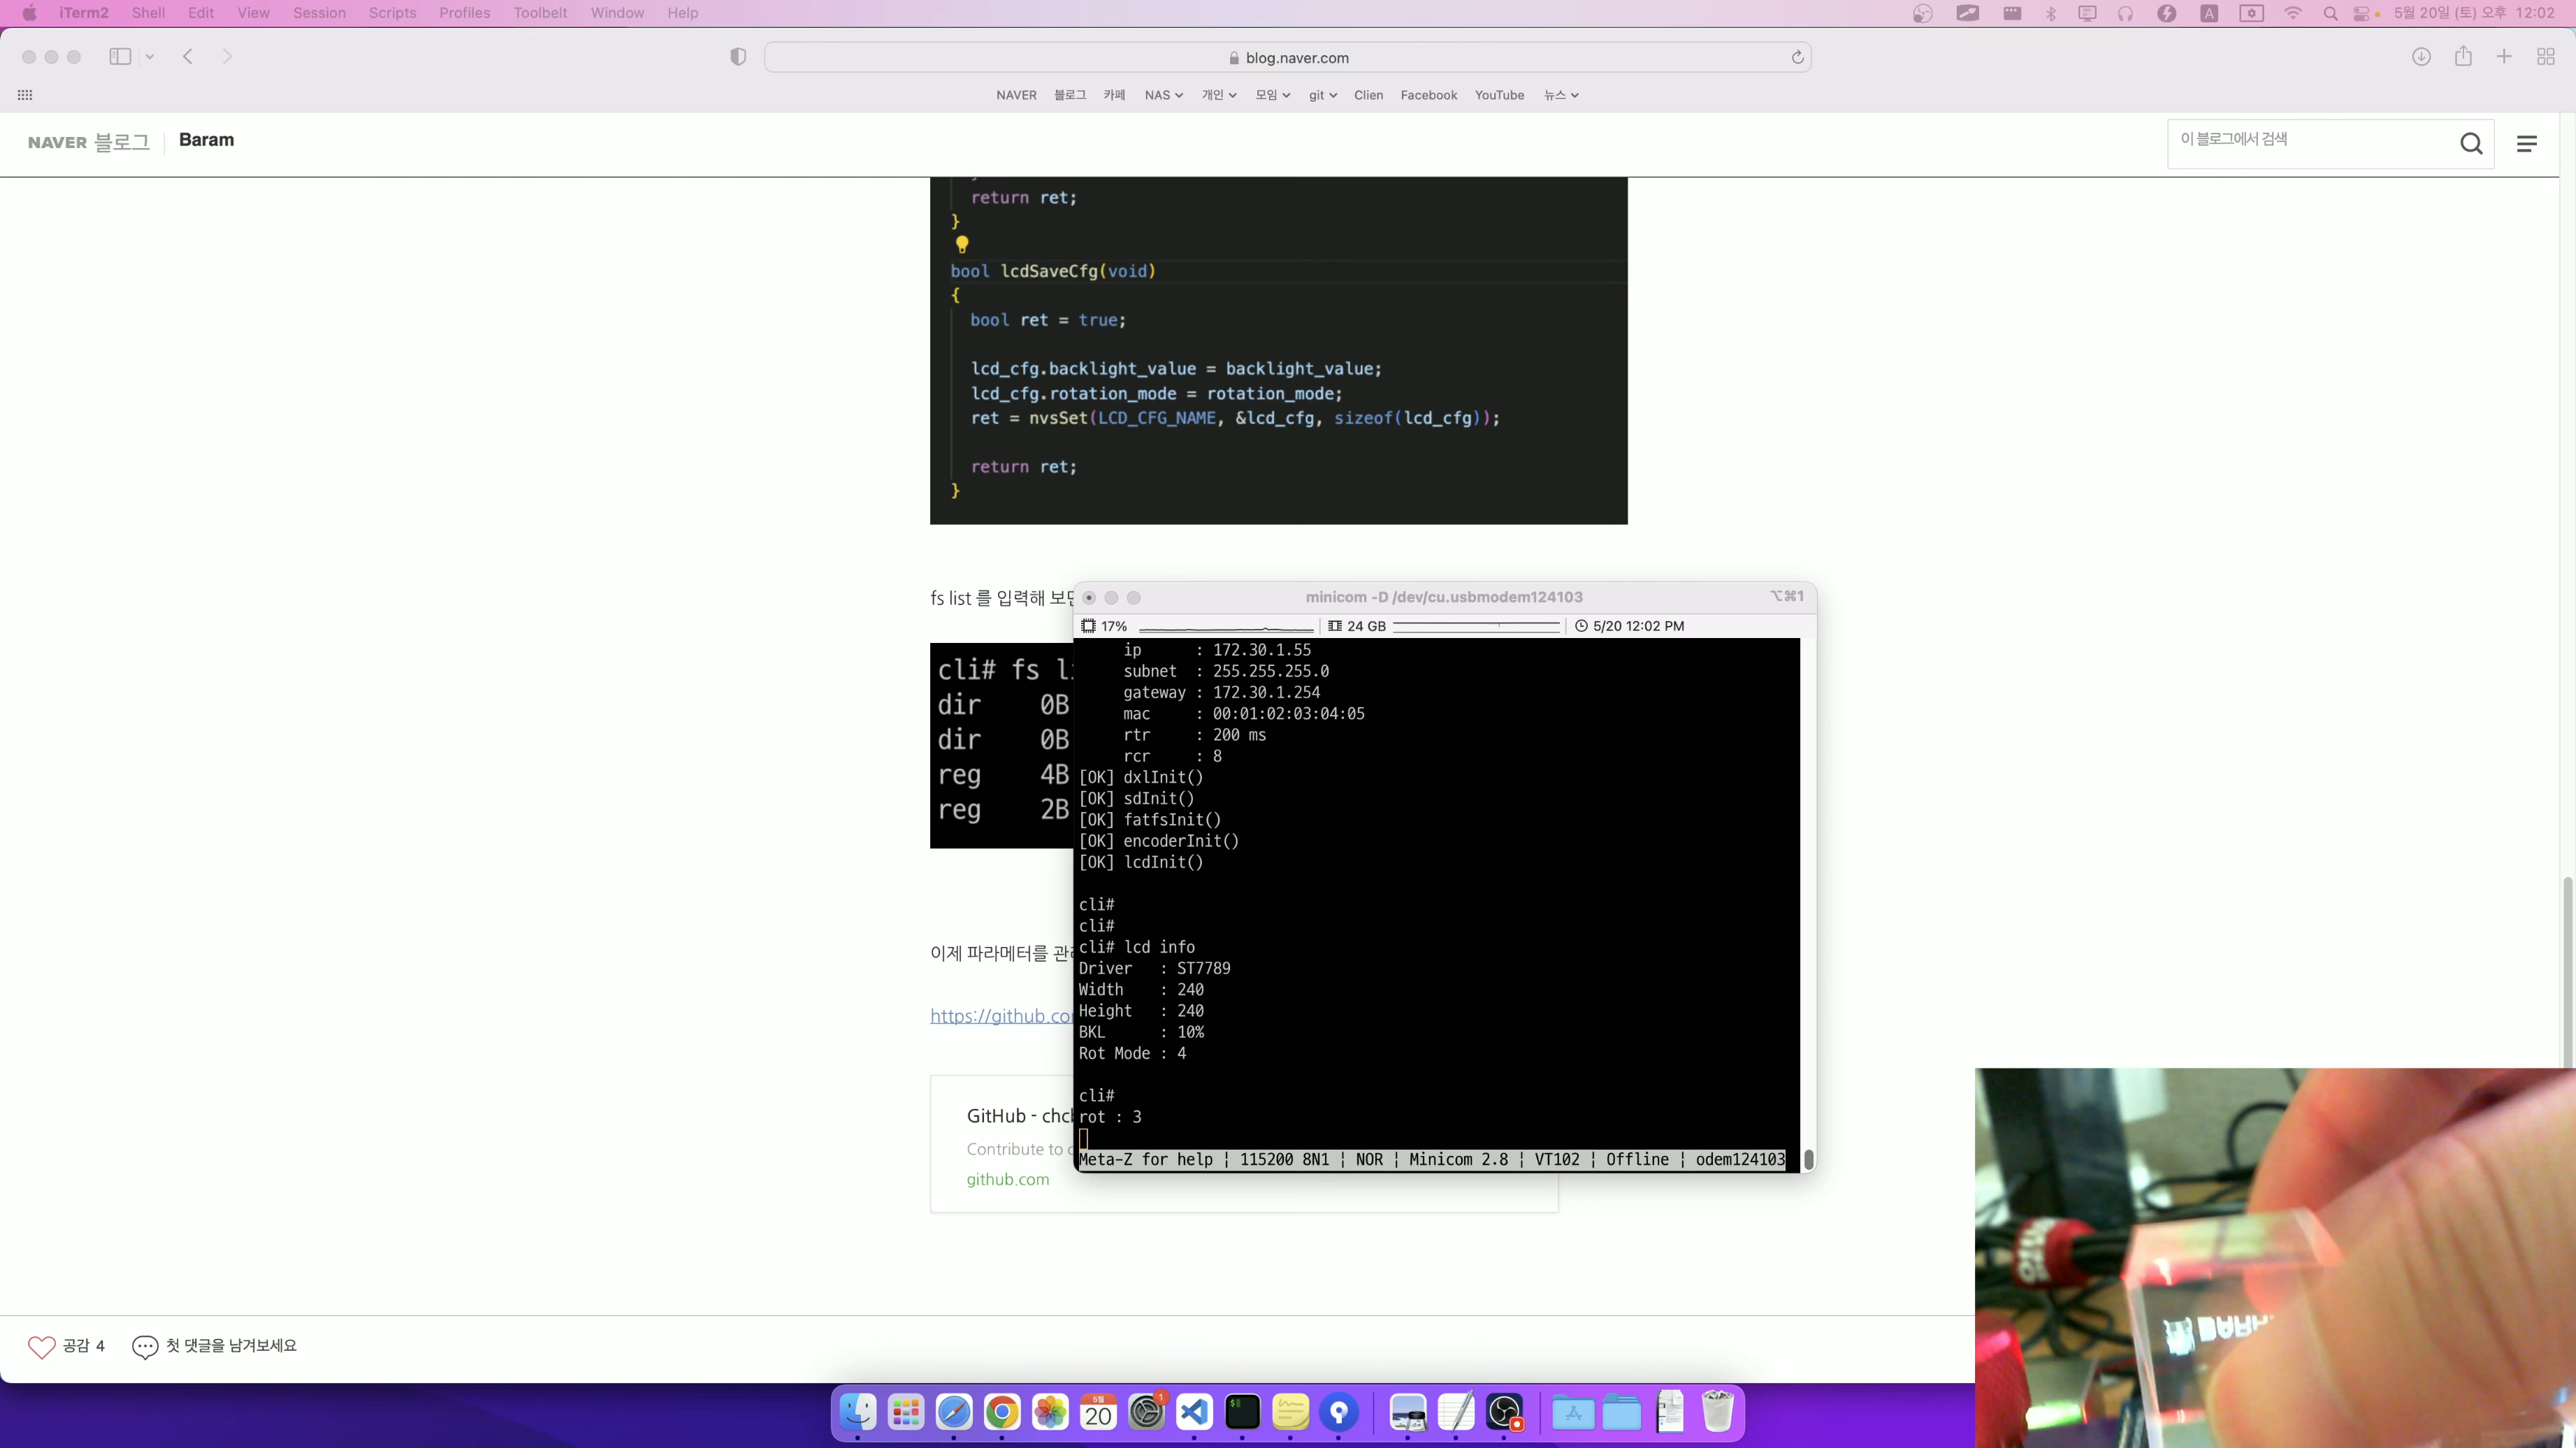 iTerm2 Shell Edit View Session Scripts Profiles Toolbelt Window Help
5월 20일 (토) 오후 12:02
blog.naver.com
NAVER 블로그 카페 NAS 개인 모임 git Clien Facebook YouTube 뉴스
NAVER 블로그 Baram
이 블로그에서 검색
return ret;
}
bool lcdSaveCfg(void)
{
bool ret = true;
lcd_cfg.backlight_value = backlight_value;
lcd_cfg.rotation_mode = rotation_mode;
ret = nvsSet(LCD_CFG_NAME, &lcd_cfg, sizeof(lcd_cfg));
return ret;
}
fs list 를 입력해
cli# fs
dir 0B
dir 0B
reg 4B
reg 2B
이제 파라메터를
https://github.co
GitHub -
Contribute to
github.com
minicom -D /dev/cu.usbmodem124103
⌥⌘1
17% 24 GB 5/20 12:02 PM
ip : 172.30.1.55
subnet : 255.255.255.0
gateway : 172.30.1.254
mac : 00:01:02:03:04:05
rtr : 200 ms
rcr : 8
[OK] dxlInit()
[OK] sdInit()
[OK] fatfsInit()
[OK] encoderInit()
[OK] lcdInit()
cli#
cli#
cli# lcd info
Driver : ST7789
Width : 240
Height : 240
BKL : 10%
Rot Mode : 4
cli#
rot : 3
Meta-Z for help | 115200 8N1 | NOR | Minicom 2.8 | VT102 | Offline | odem124103
공감 4 첫 댓글을 남겨보세요
5월
20
1